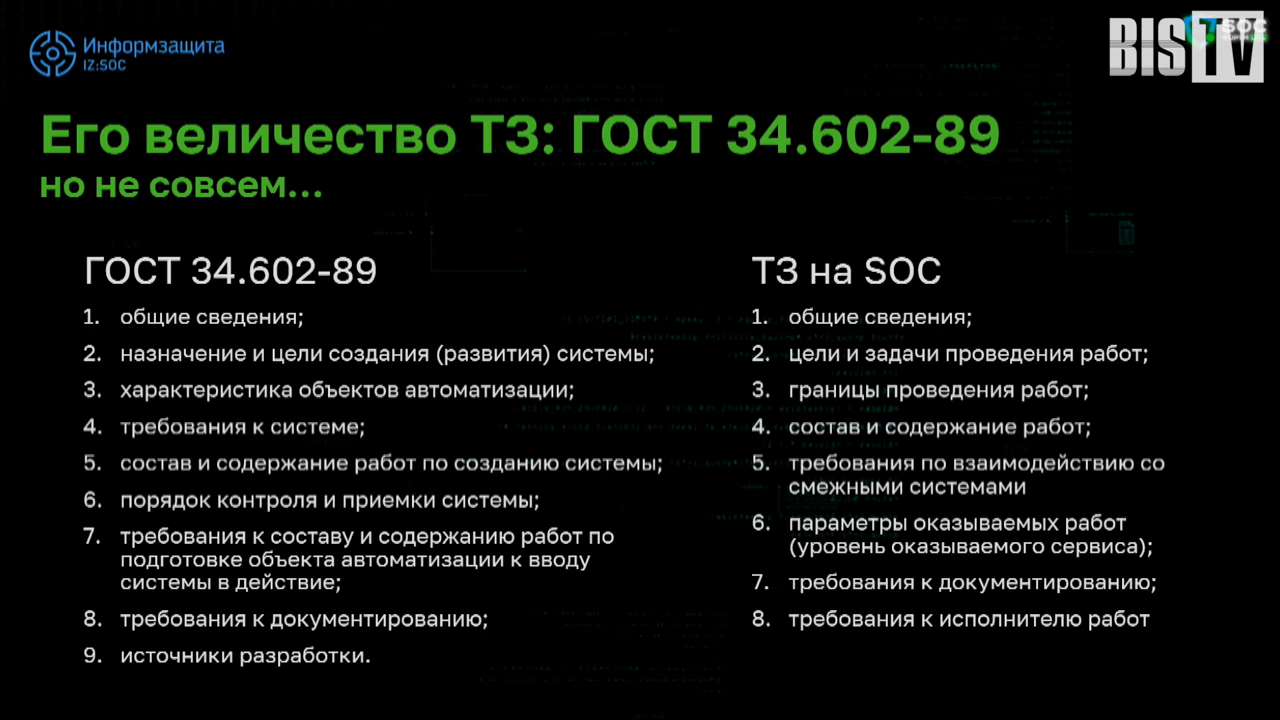 Информзащита
IZ:SOC
BISTV
SOC
Его величество ТЗ: ГОСТ 34.602-89
но не совсем...
ГОСТ 34.602-89
1. общие сведения;
2. назначение и цели создания (развития) системы;
3. характеристика объектов автоматизации;
4. требования к системе;
5. состав и содержание работ по созданию системы;
6. порядок контроля и приемки системы;
7. требования к составу и содержанию работ по
подготовке объекта автоматизации к вводу
системы в действие;
8. требования к документированию;
9. источники разработки.
ТЗ на SOC
1. общие сведения;
2. цели и задачи проведения работ;
3. границы проведения работ;
4. состав и содержание работ;
5. требования по взаимодействию со
смежными системами
6. параметры оказываемых работ
(уровень оказываемого сервиса);
7. требования к документированию;
8. требования к исполнителю работ